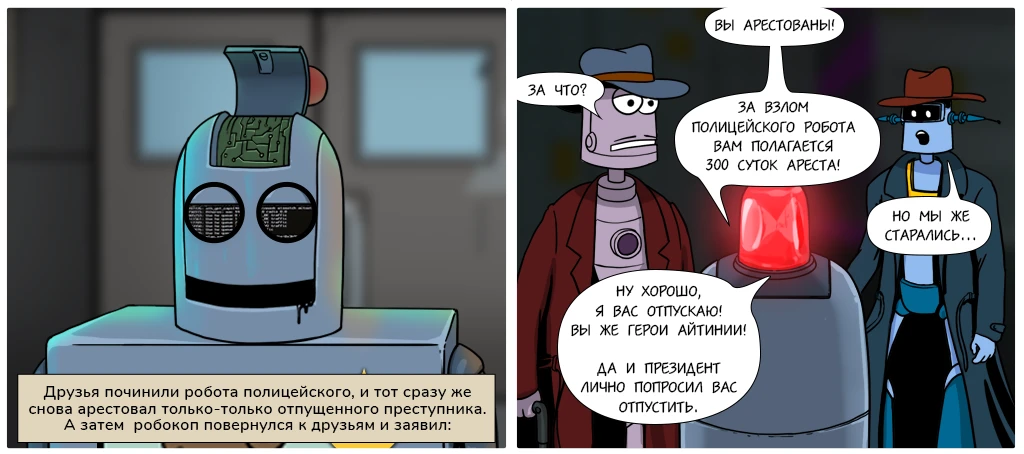 Друзья починили робота полицейского, и тот сразу же
снова арестовал только-только отпущенного преступника.
А затем робокоп повернулся к друзьям и заявил:
ВЫ АРЕСТОВАНЫ!
ЗА ЧТО?
ЗА ВЗЛОМ
ПОЛИЦЕЙСКОГО РОБОТА
ВАМ ПОЛАГАЕТСЯ
300 СУТОК АРЕСТА!
НО МЫ ЖЕ
СТАРАЛИСЬ...
НУ ХОРОШО,
Я ВАС ОТПУСКАЮ!
ВЫ ЖЕ ГЕРОИ АЙТИНИИ!
ДА И ПРЕЗИДЕНТ
ЛИЧНО ПОПРОСИЛ ВАС
ОТПУСТИТЬ.